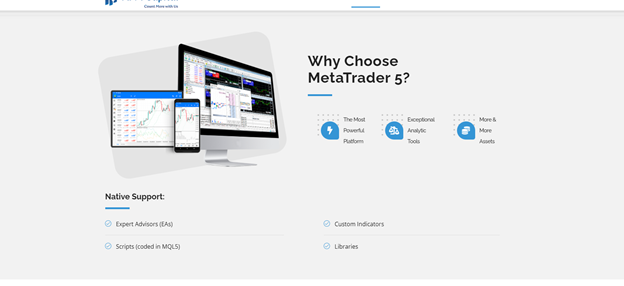 Classic More with Us
Why Choose
MetaTrader 5?
The Most
Powerful
Platform
Exceptional
Analytic
Tools
More &
More
Assets
Native Support:
Expert Advisors (EAs)
Custom Indicators
Scripts (coded in MQL5)
Libraries